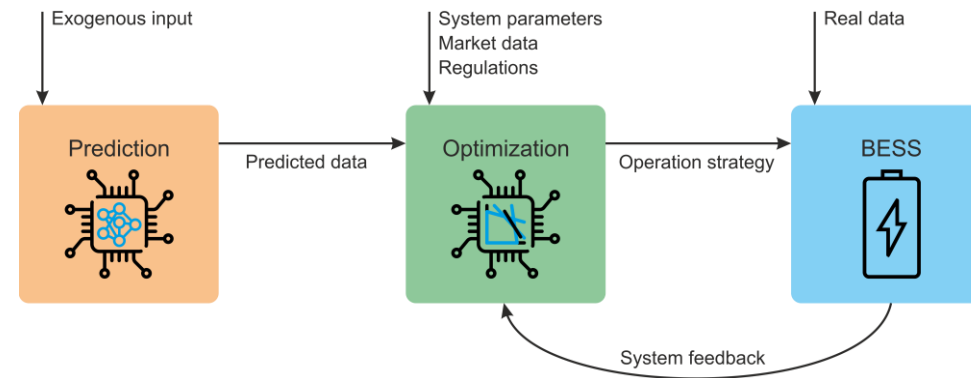 Exogenous input
System parameters
Market data
Regulations
Real data
Prediction
Predicted data
Optimization
Operation strategy
BESS
System feedback